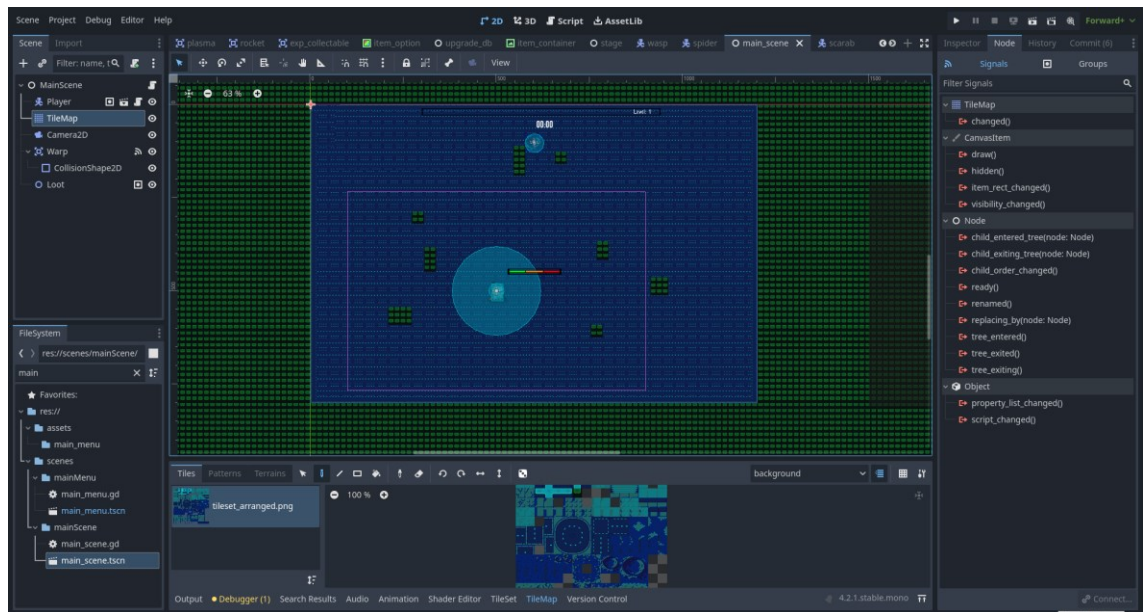 Scene Project Debug Editor Help
2D 3D Script AssetLib
Forward+
Scene Import
plasma rocket exp_collectable item_option upgrade_db item_container stage wasp spider main_scene scarab
Inspector Node History Commit (6)
Filter: name, t
View
Signals Groups
MainScene
Player
TileMap
Camera2D
Warp
CollisionShape2D
Loot
63 %
500 1000 1500
Level: 1
00:00
Filter Signals
TileMap
changed()
CanvasItem
draw()
hidden()
item_rect_changed()
visibility_changed()
Node
child_entered_tree(node: Node)
child_exiting_tree(node: Node)
child_order_changed()
ready()
renamed()
replacing_by(node: Node)
tree_entered()
tree_exited()
tree_exiting()
Object
property_list_changed()
script_changed()
FileSystem
res://scenes/mainScene/
main
Favorites:
res://
assets
main_menu
scenes
mainMenu
main_menu.gd
main_menu.tscn
mainScene
main_scene.gd
main_scene.tscn
Tiles Patterns Terrains
background
tileset_arranged.png
100 %
Output Debugger (1) Search Results Audio Animation Shader Editor TileSet TileMap Version Control
4.2.1.stable.mono
Connect...